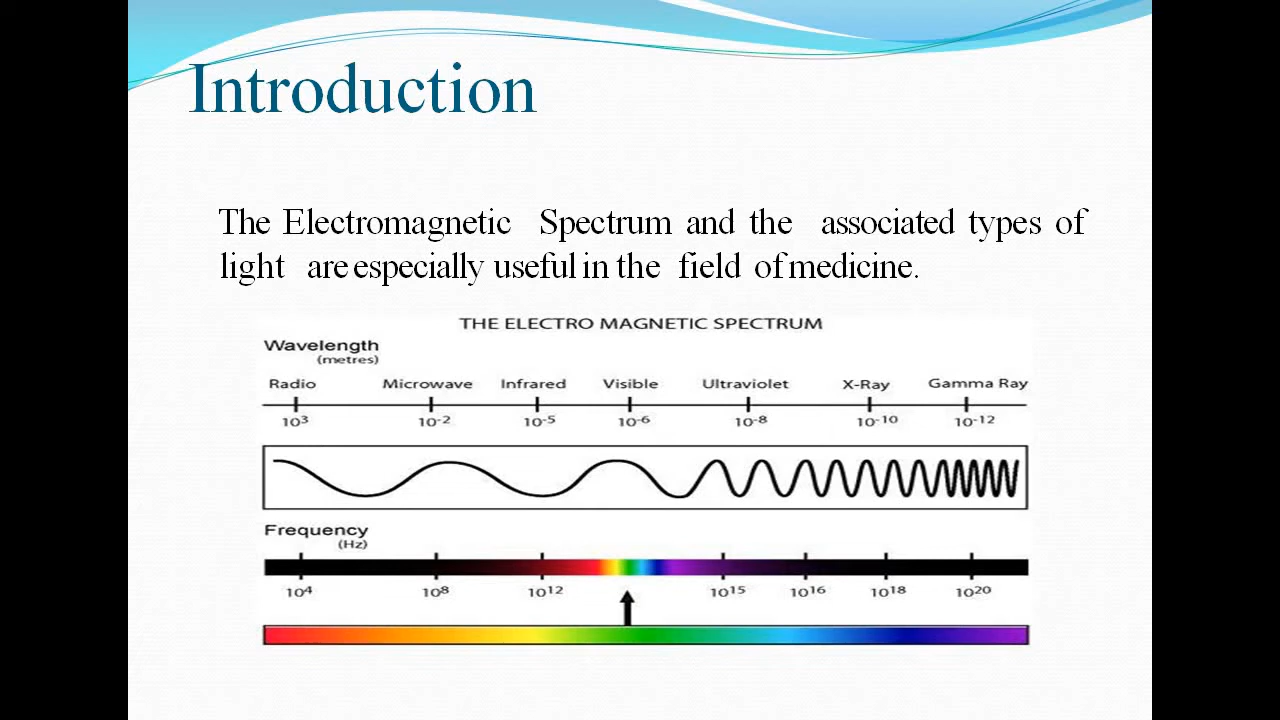 Introduction
The Electromagnetic Spectrum and the associated types of
light are especially useful in the field of medicine.
THE ELECTRO MAGNETIC SPECTRUM
Wavelength
(metres)
Radio Microwave Infrared Visible Ultraviolet X-Ray Gamma Ray
10³ 10⁻² 10⁻⁵ 10⁻⁶ 10⁻⁸ 10⁻¹⁰ 10⁻¹²
Frequency
(Hz)
10⁴ 10⁸ 10¹² 10¹⁵ 10¹⁶ 10¹⁸ 10²⁰